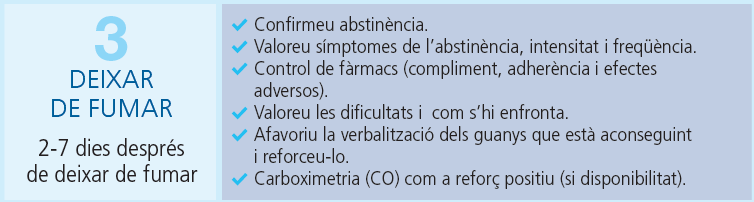 3
DEIXAR
DE FUMAR
2-7 dies després
de deixar de fumar
Confirmeu abstinència.
Valoreu símptomes de l’abstinència, intensitat i freqüència.
Control de fàrmacs (compliment, adherència i efectes
adversos).
Valoreu les dificultats i com s’hi enfronta.
Afavoriu la verbalització dels guanys que està aconseguint
i reforceu-lo.
Carboximetria (CO) com a reforç positiu (si disponibilitat).